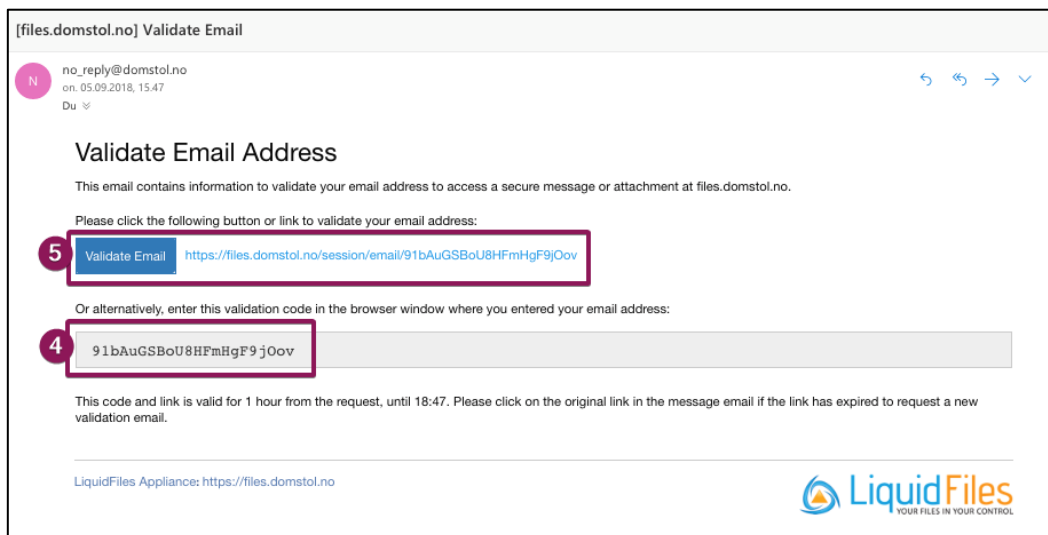 [files.domstol.no] Validate Email
N
no_reply@domstol.no
on. 05.09.2018, 15.47
Du
Validate Email Address
This email contains information to validate your email address to access a secure message or attachment at files.domstol.no.
Please click the following button or link to validate your email address:
5
Validate Email https://files.domstol.no/session/email/91bAuGSBoU8HFmHgF9jOov
Or alternatively, enter this validation code in the browser window where you entered your email address:
4
91bAuGSBoU8HFmHgF9jOov
This code and link is valid for 1 hour from the request, until 18:47. Please click on the original link in the message email if the link has expired to request a new
validation email.
LiquidFiles Appliance: https://files.domstol.no
LiquidFiles
YOUR FILES IN YOUR CONTROL